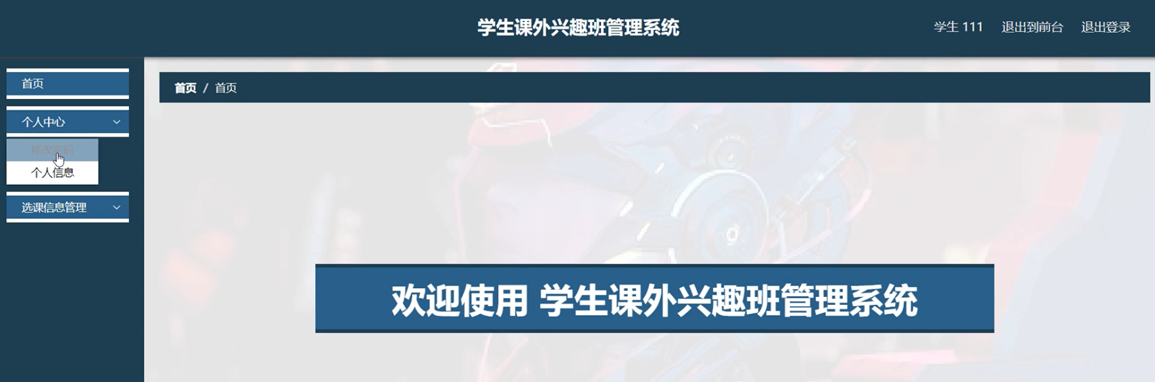 学生课外兴趣班管理系统
学生 111 退出到前台 退出登录
首页
个人中心
个人信息
选课信息管理
首页 / 首页
欢迎使用 学生课外兴趣班管理系统